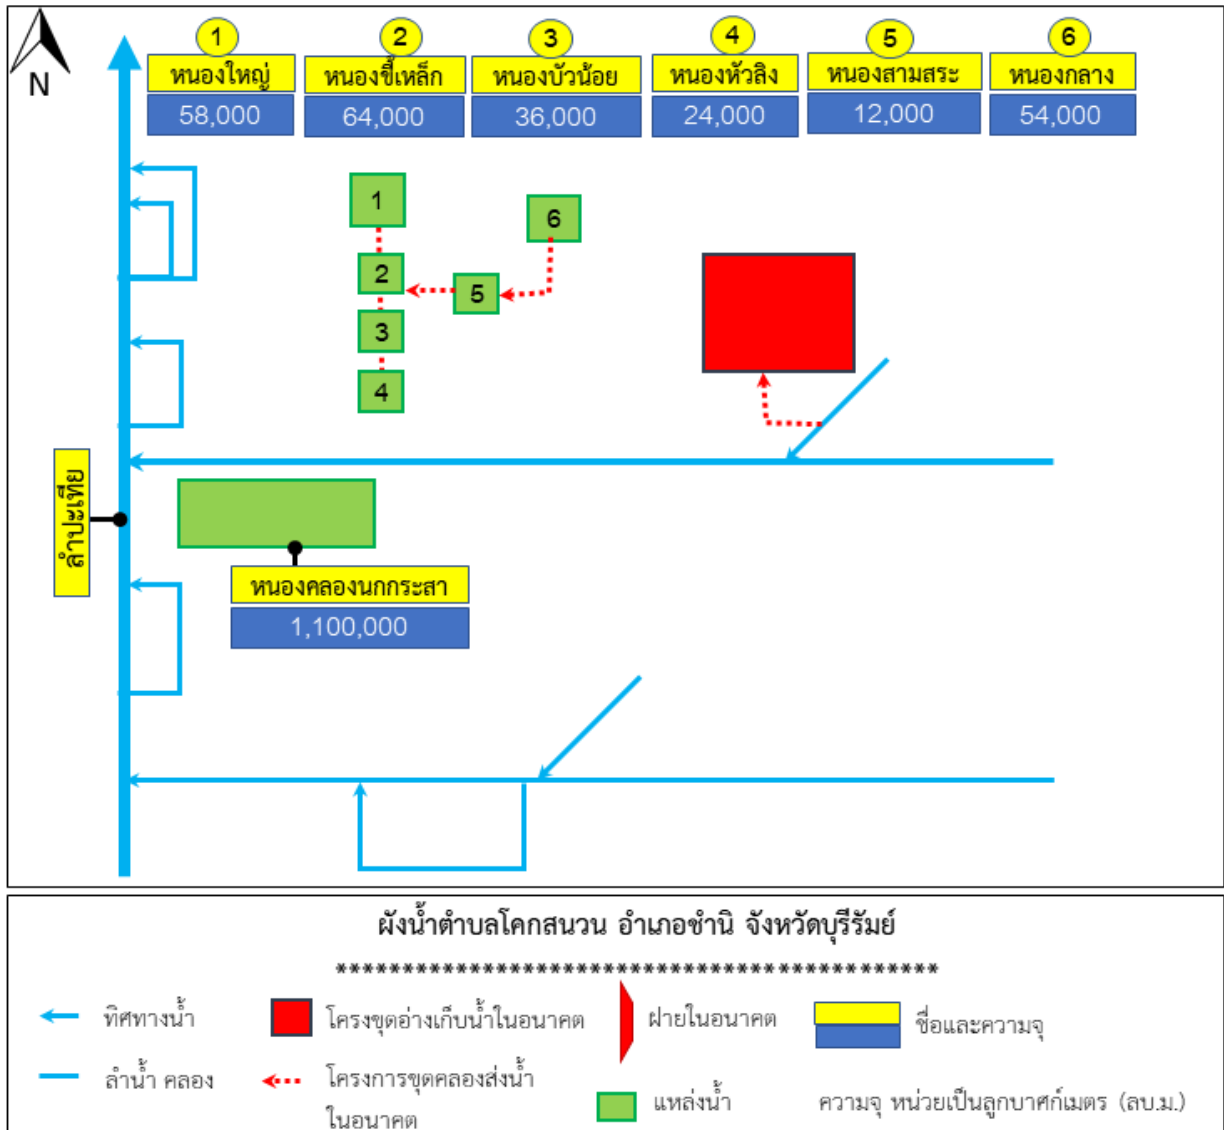 N
1 2 3 4 5 6
หนองใหญ่ หนองขี้เหล็ก หนองบัวน้อย หนองหัวลิง หนองสามสระ หนองกลาง
58,000 64,000 36,000 24,000 12,000 54,000
1
6
2
5
3
4
ลำปะเทีย
หนองคลองนกกระสา
1,100,000
ผังน้ำตำบลโคกสนวน อำเภอชำนิ จังหวัดบุรีรัมย์
*********************************************
ทิศทางน้ำ โครงขุดอ่างเก็บน้ำในอนาคต ฝายในอนาคต ชื่อและความจุ
ลำน้ำ คลอง โครงการขุดคลองส่งน้ำ
ในอนาคต
แหล่งน้ำ ความจุ หน่วยเป็นลูกบาศก์เมตร (ลบ.ม.)